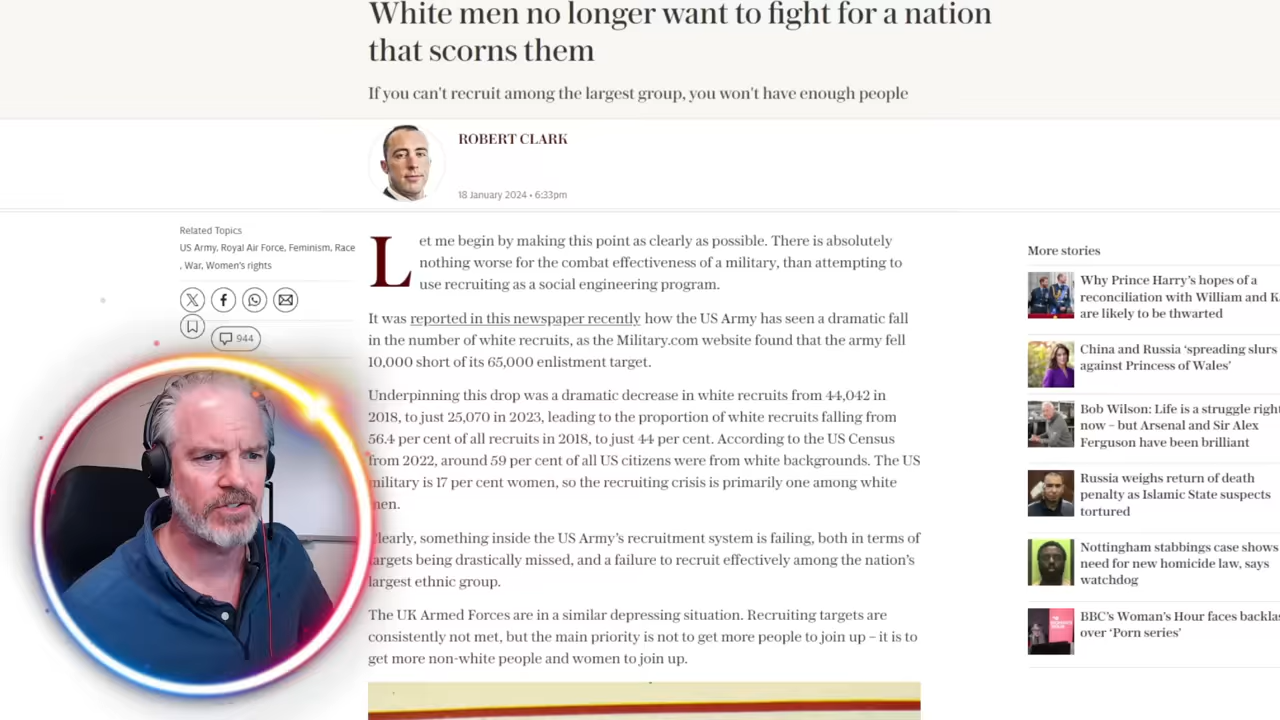 White men no longer want to fight for a nation
that scorns them
If you can't recruit among the largest group, you won't have enough people
ROBERT CLARK
18 January 2024 • 6:33pm
Related Topics
US Army, Royal Air Force, Feminism, Race
, War, Women's rights
944
Let me begin by making this point as clearly as possible. There is absolutely
nothing worse for the combat effectiveness of a military, than attempting to
use recruiting as a social engineering program.
It was reported in this newspaper recently how the US Army has seen a dramatic fall
in the number of white recruits, as the Military.com website found that the army fell
10,000 short of its 65,000 enlistment target.
Underpinning this drop was a dramatic decrease in white recruits from 44,042 in
2018, to just 25,070 in 2023, leading to the proportion of white recruits falling from
56.4 per cent of all recruits in 2018, to just 44 per cent. According to the US Census
from 2022, around 59 per cent of all US citizens were from white backgrounds. The US
military is 17 per cent women, so the recruiting crisis is primarily one among white
men.
Clearly, something inside the US Army's recruitment system is failing, both in terms of
targets being drastically missed, and a failure to recruit effectively among the nation's
largest ethnic group.
The UK Armed Forces are in a similar depressing situation. Recruiting targets are
consistently not met, but the main priority is not to get more people to join up – it is to
get more non-white people and women to join up.
More stories
Why Prince Harry's hopes of a
reconciliation with William and K
are likely to be thwarted
China and Russia 'spreading slurs
against Princess of Wales'
Bob Wilson: Life is a struggle right
now – but Arsenal and Sir Alex
Ferguson have been brilliant
Russia weighs return of death
penalty as Islamic State suspects
tortured
Nottingham stabbings case shows
need for new homicide law, says
watchdog
BBC's Woman's Hour faces backlas
over 'Porn series'